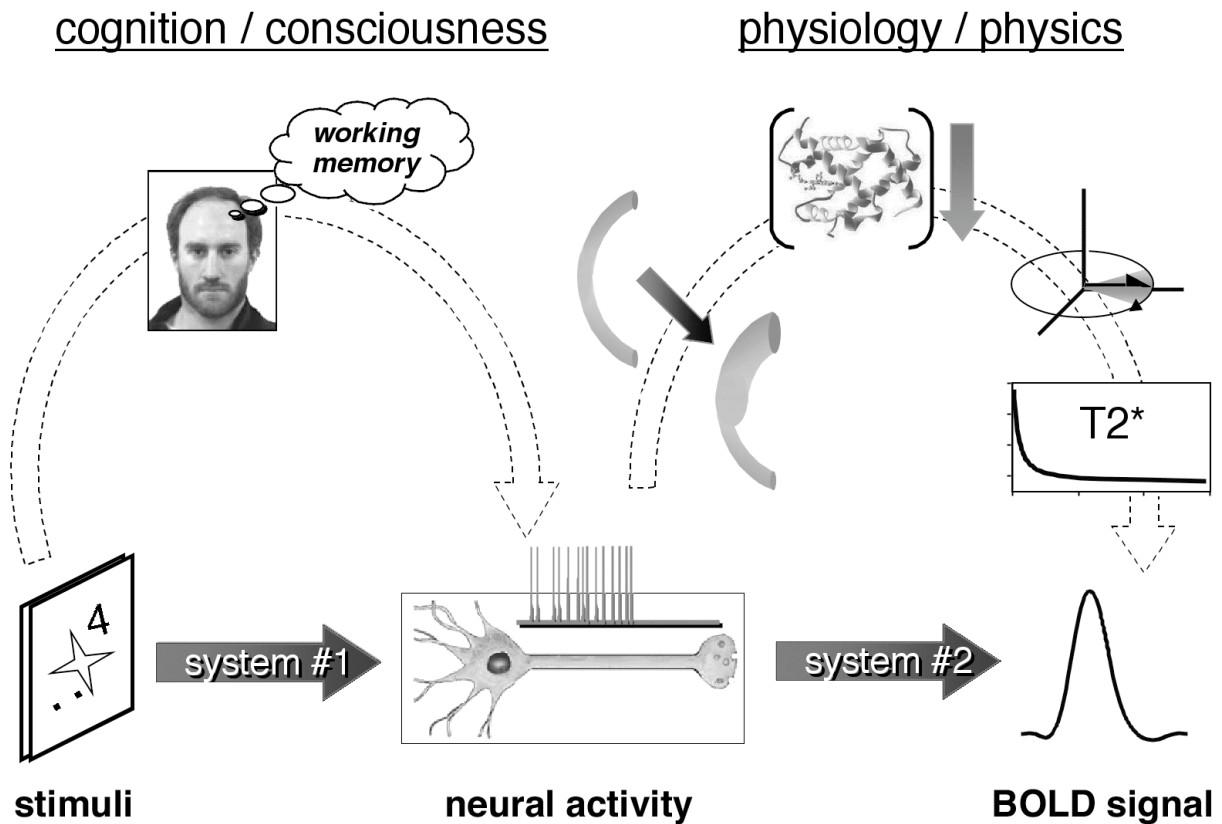 cognition / consciousness
physiology / physics
working
memory
T2*
4
system #1
system #2
stimuli
neural activity
BOLD signal